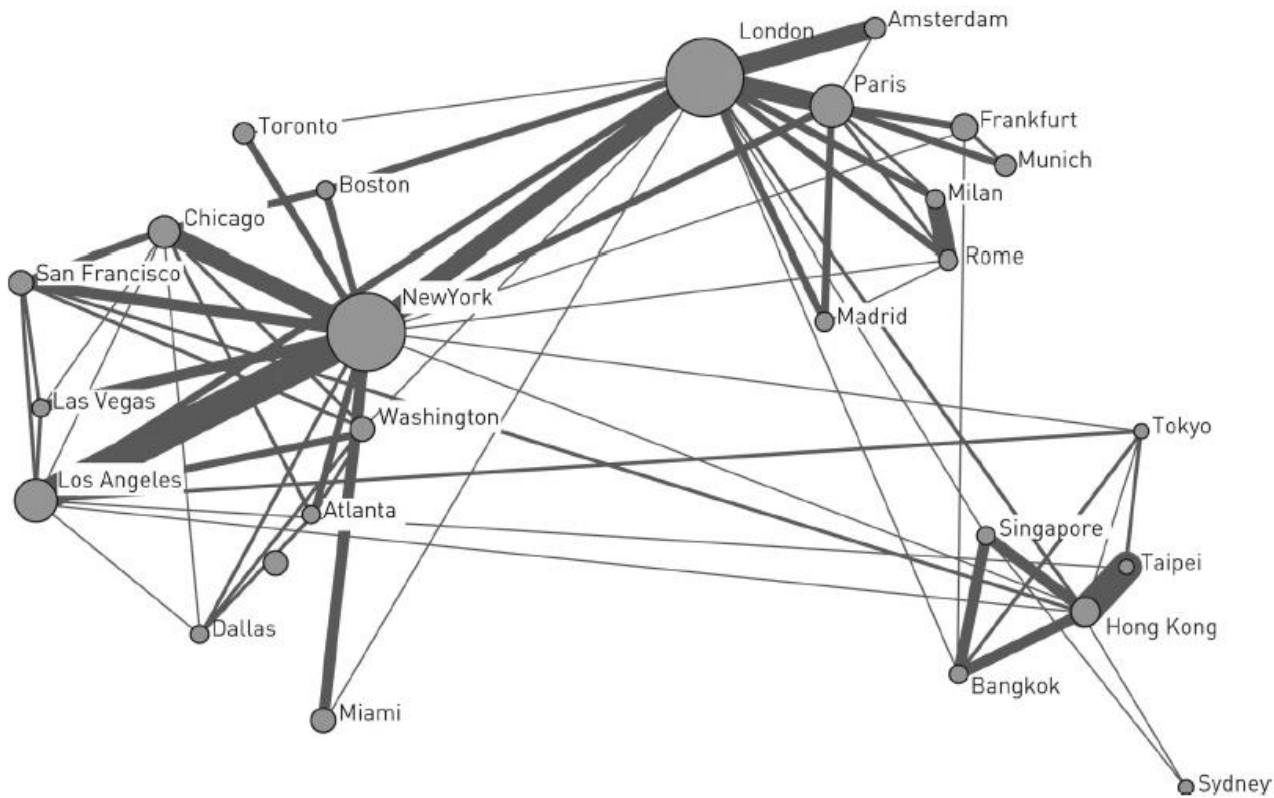 London
Amsterdam
Paris
Toronto
Frankfurt
Munich
Boston
Milan
Chicago
San Francisco
Rome
NewYork
Madrid
Las Vegas
Washington
Tokyo
Los Angeles
Atlanta
Singapore
Taipei
Dallas
Hong Kong
Bangkok
Miami
Sydney